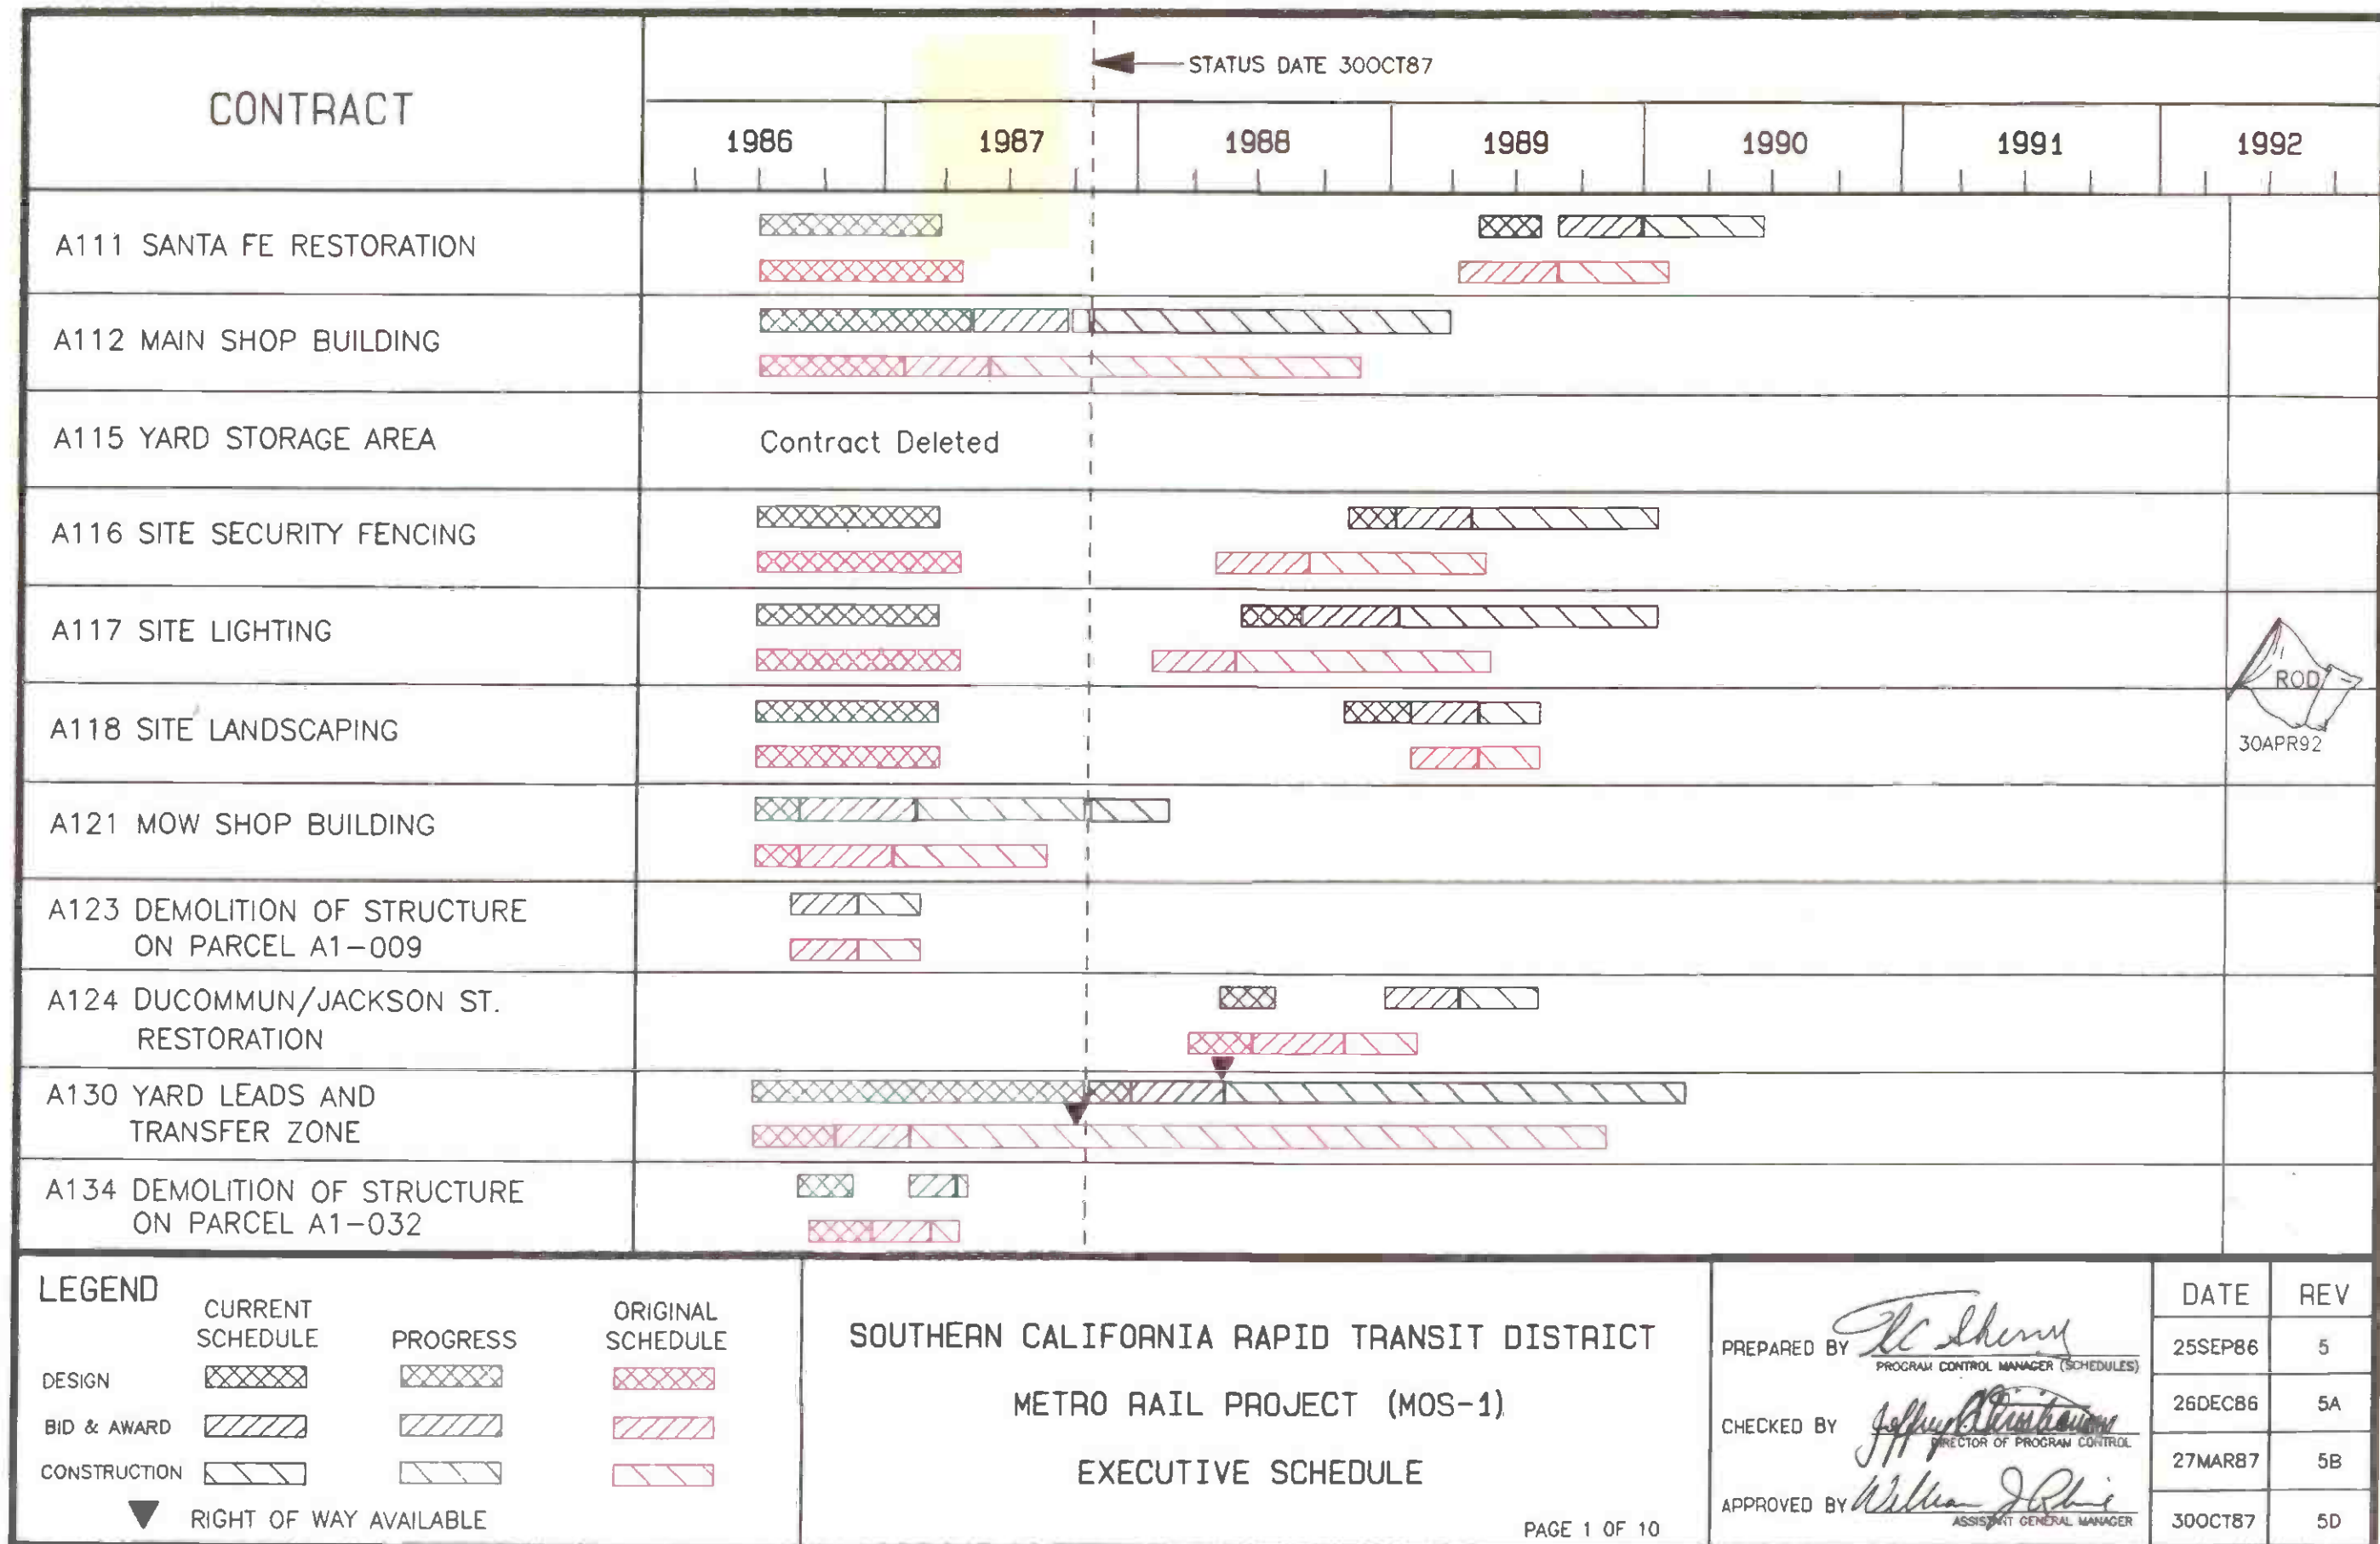 CONTRACT
STATUS DATE 30OCT87
1986 1987 1988 1989 1990 1991 1992
A111 SANTA FE RESTORATION
A112 MAIN SHOP BUILDING
A115 YARD STORAGE AREA
Contract Deleted
A116 SITE SECURITY FENCING
A117 SITE LIGHTING
A118 SITE LANDSCAPING
ROD
30APR92
A121 MOW SHOP BUILDING
A123 DEMOLITION OF STRUCTURE
ON PARCEL A1-009
A124 DUCOMMUN/JACKSON ST.
RESTORATION
A130 YARD LEADS AND
TRANSFER ZONE
A134 DEMOLITION OF STRUCTURE
ON PARCEL A1-032
LEGEND
CURRENT
SCHEDULE
PROGRESS
ORIGINAL
SCHEDULE
DESIGN
BID & AWARD
CONSTRUCTION
RIGHT OF WAY AVAILABLE
SOUTHERN CALIFORNIA RAPID TRANSIT DISTRICT
METRO RAIL PROJECT (MOS-1)
EXECUTIVE SCHEDULE
PAGE 1 OF 10
PREPARED BY
PROGRAM CONTROL MANAGER (SCHEDULES)
CHECKED BY
DIRECTOR OF PROGRAM CONTROL
APPROVED BY
ASSISTANT GENERAL MANAGER
DATE REV
25SEP86 5
26DEC86 5A
27MAR87 5B
30OCT87 5D